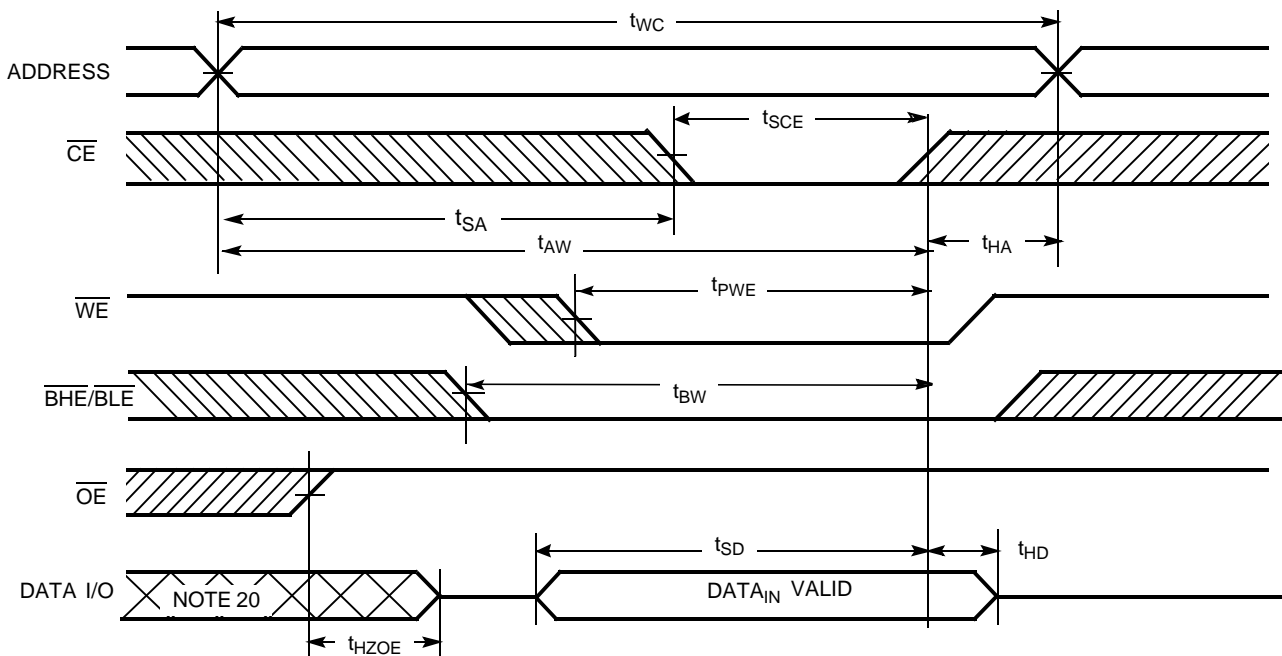 tWC
ADDRESS
tSCE
CE
tSA
tAW
tHA
tPWE
WE
tBW
BHE/BLE
OE
tSD
tHD
DATA I/O
NOTE 20
DATAIN VALID
tHZOE